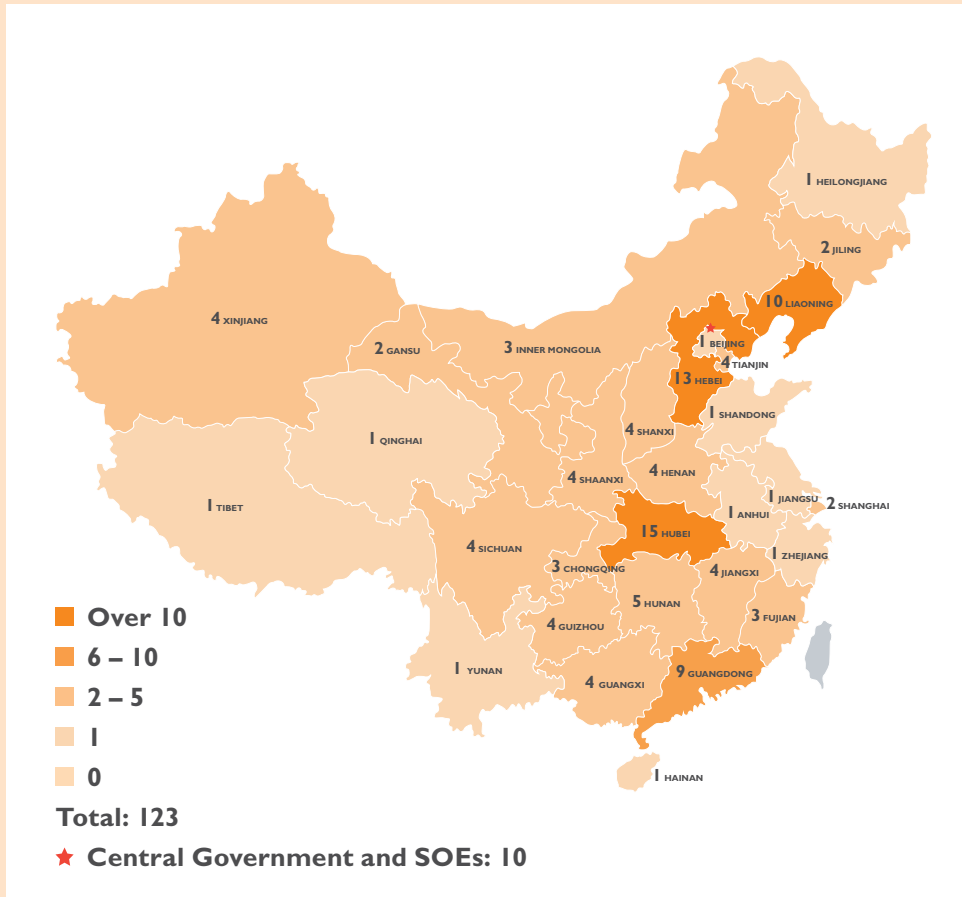 1 HEILONGJIANG
2 JILING
10 LIAONING
4 XINJIANG
2 GANSU
3 INNER MONGOLIA
1 BEIJING
4 TIANJIN
13 HEBEI
1 SHANDONG
1 QINGHAI
4 SHANXI
4 HENAN
4 SHAANXI
1 TIBET
1 JIANGSU
2 SHANGHAI
1 ANHUI
15 HUBEI
4 SICHUAN
1 ZHEJIANG
3 CHONGQING
4 JIANGXI
5 HUNAN
3 FUJIAN
4 GUIZHOU
1 YUNAN
4 GUANGXI
9 GUANGDONG
1 HAINAN
Over 10
6 – 10
2 – 5
1
0
Total: 123
Central Government and SOEs: 10